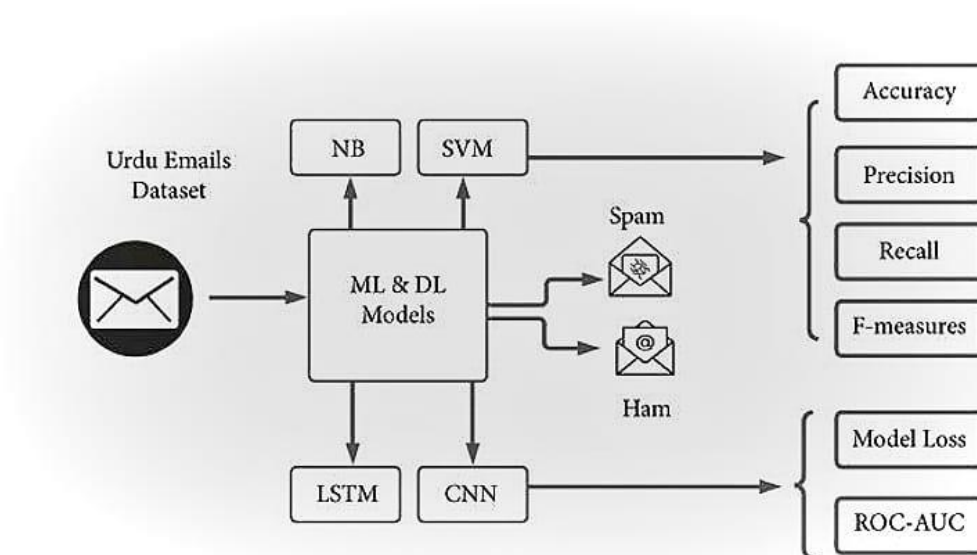 Urdu Emails
Dataset
NB
SVM
ML & DL
Models
LSTM
CNN
Spam
@
Ham
Accuracy
Precision
Recall
F-measures
Model Loss
ROC-AUC